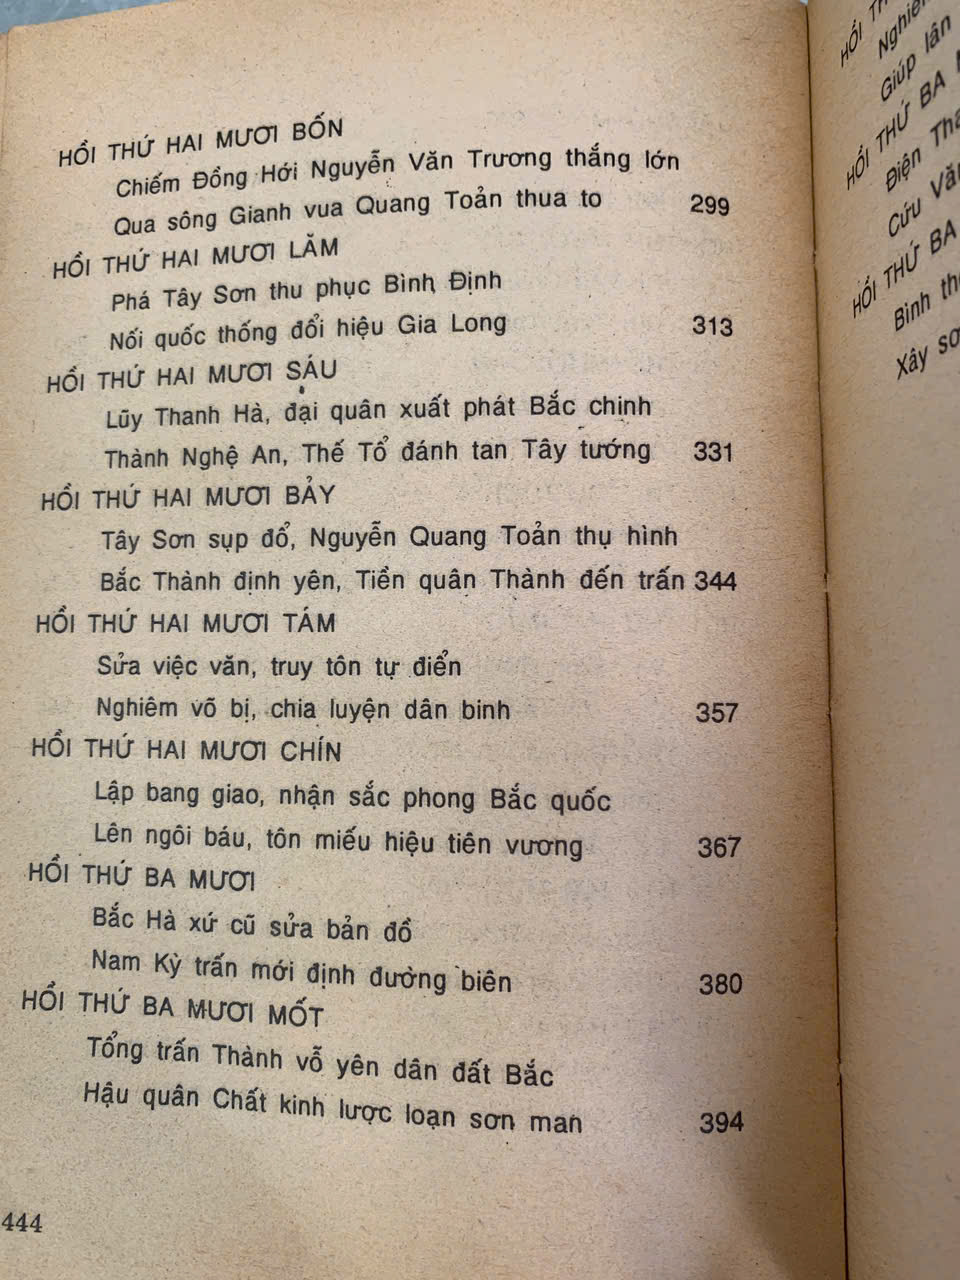 HỒI THỨ HAI MƯƠI BỐN
Chiếm Đồng Hới Nguyễn Văn Trương thắng lớn
Qua sông Gianh vua Quang Toản thua to 299
HỒI THỨ HAI MƯƠI LĂM
Phá Tây Sơn thu phục Bình Định
Nối quốc thống đổi hiệu Gia Long 313
HỒI THỨ HAI MƯƠI SÁU
Lũy Thanh Hà, đại quân xuất phát Bắc chinh
Thành Nghệ An, Thế Tổ đánh tan Tây tướng 331
HỒI THỨ HAI MƯƠI BẢY
Tây Sơn sụp đổ, Nguyễn Quang Toản thụ hình
Bắc Thành định yên, Tiền quân Thành đến trấn 344
HỒI THỨ HAI MƯƠI TÁM
Sửa việc văn, truy tôn tự điển
Nghiêm võ bị, chia luyện dân binh 357
HỒI THỨ HAI MƯƠI CHÍN
Lập bang giao, nhận sắc phong Bắc quốc
Lên ngôi báu, tôn miếu hiệu tiên vương 367
HỒI THỨ BA MƯƠI
Bắc Hà xứ cũ sửa bản đồ
Nam Kỳ trấn mới định đường biên 380
HỒI THỨ BA MƯƠI MỐT
Tổng trấn Thành vỗ yên dân đất Bắc
Hậu quân Chất kinh lược loạn sơn man 394
444
HỒI
Giúp lân
HỒI THỨ BA
Điện
Cứu
HỒI THỨ BA
Bình
Xây